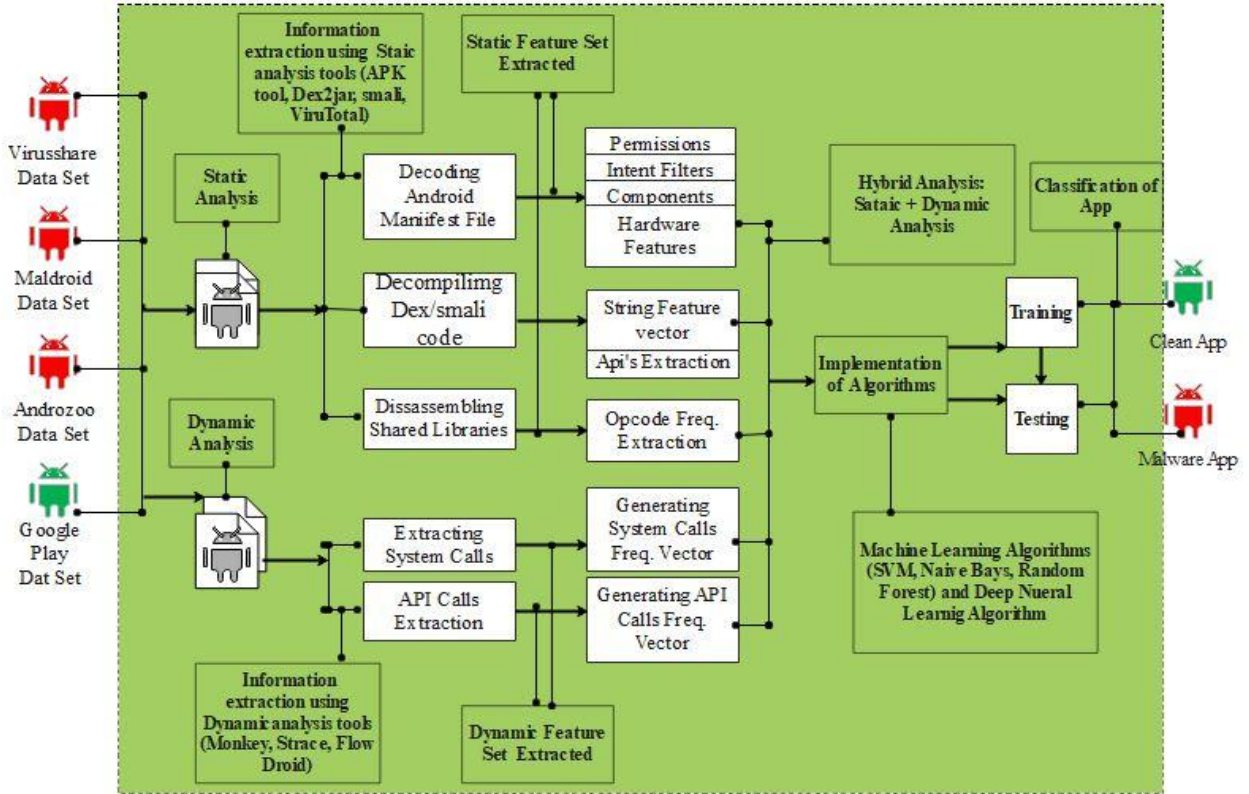 Virusshare
Data Set
Maldroid
Data Set
Androzoo
Data Set
Google
Play
Dat Set
Information
extraction using Staic
analysis tools (APK
tool, Dex2jar, smali,
ViruTotal)
Static Feature Set
Extracted
Static
Analysis
Decoding
Android
Maniifest File
Permissions
Intent Filters
Components
Hardware
Features
Hybrid Analysis:
Sataic + Dynamic
Analysis
Classification of
App
Decompilimg
Dex/smali
code
String Feature
vector
Api's Extraction
Training
Clean App
Implementation
of Algorithms
Dissassembling
Shared Libraries
Opcode Freq.
Extraction
Testing
Malware App
Dynamic
Analysis
Extracting
System Calls
Generating
System Calls
Freq. Vector
API Calls
Extraction
Generating API
Calls Freq.
Vector
Machine Learning Algorithms
(SVM, Naive Bays, Random
Forest) and Deep Nueral
Learnig Algorithm
Information
extraction using
Dynamic analysis tools
(Monkey, Strace, Flow
Droid)
Dynamic Feature
Set Extracted